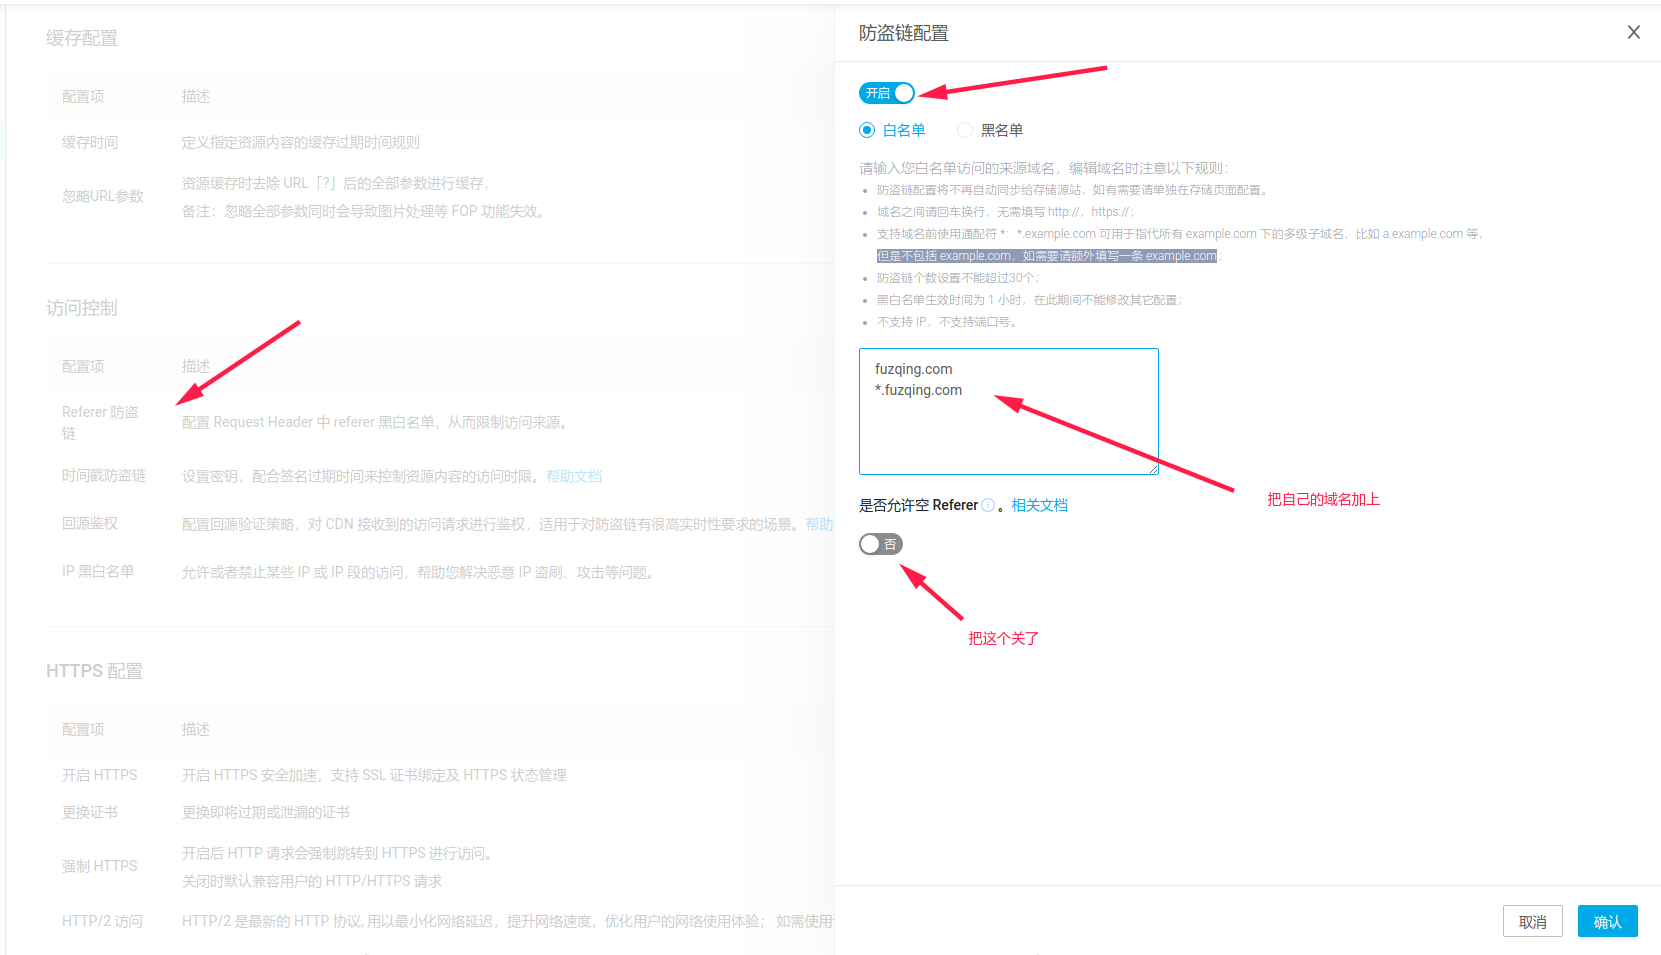 缓存配置
配置项 描述
缓存时间 定义指定资源内容的缓存过期时间规则
忽略URL参数 资源缓存时去除 URL「?」后的全部参数进行缓存，
备注：忽略全部参数同时会导致图片处理等 FOP 功能失效。
访问控制
配置项 描述
Referer 防盗
链
配置 Request Header 中 referer 黑白名单，从而限制访问来源。
时间戳防盗链 设置密钥，配合签名过期时间来控制资源内容的访问时限。帮助文档
回源鉴权 配置回源验证策略，对 CDN 接收到的访问请求进行鉴权，适用于对防盗链有很高实时性要求的场景。帮助
IP 黑白名单 允许或者禁止某些 IP 或 IP 段的访问，帮助您解决恶意 IP 盗刷、攻击等问题。
HTTPS 配置
配置项 描述
开启 HTTPS 开启 HTTPS 安全加速，支持 SSL 证书绑定及 HTTPS 状态管理
更换证书 更换即将过期或泄漏的证书
强制 HTTPS 开启后 HTTP 请求会强制跳转到 HTTPS 进行访问。
关闭时默认兼容用户的 HTTP/HTTPS 请求
HTTP/2 访问 HTTP/2 是最新的 HTTP 协议, 用以最小化网络延迟，提升网络速度，优化用户的网络使用体验； 如需使用
防盗链配置
开启
白名单 黑名单
请输入您白名单访问的来源域名，编辑域名时注意以下规则：
防盗链配置将不再自动同步给存储源站，如有需要请单独在存储页面配置。
域名之间请回车换行，无需填写 http://，https://；
支持域名前使用通配符 *：*.example.com 可用于指代所有 example.com 下的多级子域名，比如 a.example.com 等，
但是不包括 example.com，如需要请额外填写一条 example.com；
防盗链个数设置不能超过30个；
黑白名单生效时间为 1 小时，在此期间不能修改其它配置；
不支持 IP，不支持端口号。
fuzqing.com
*.fuzqing.com
把自己的域名加上
是否允许空 Referer 。相关文档
否
把这个关了
取消 确认